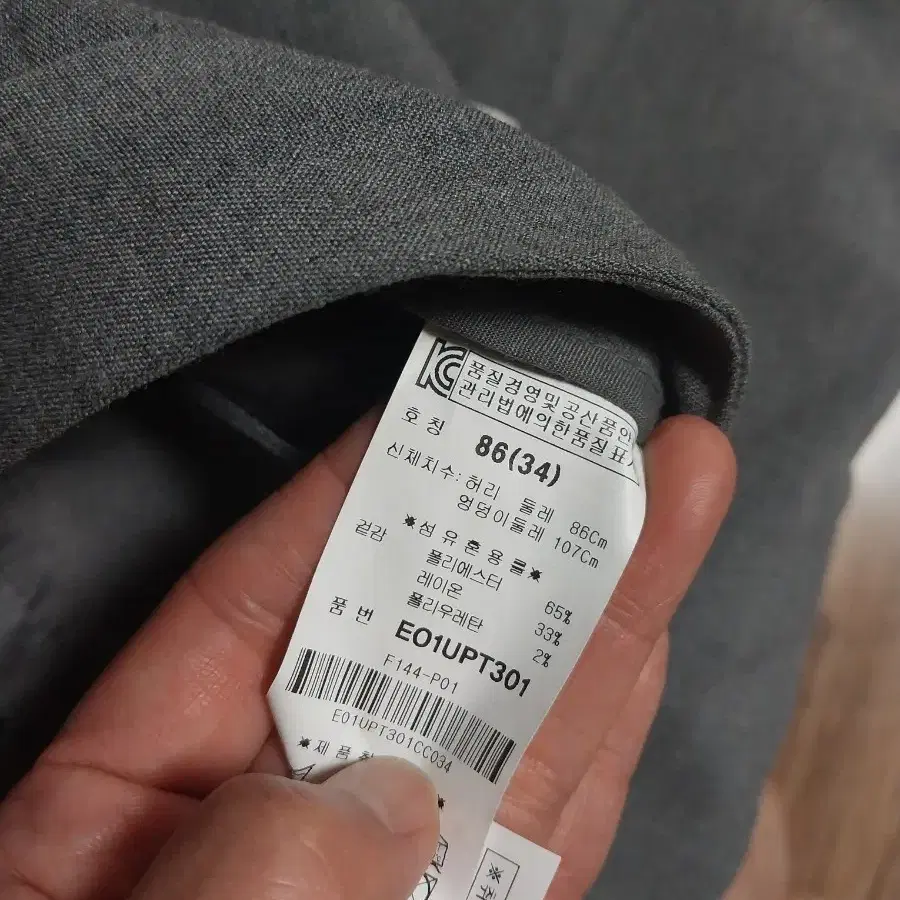 품질경영및공산품안
관리법에의한품질표
호칭 86(34)
신체치수: 허리 둘레 86Cm
엉덩이둘레 107Cm
*섬유혼용률*
겉감 폴리에스터 65%
레이온 33%
폴리우레탄 2%
품번 E01UPT301
F144-P01
E01UPT301CC034
*제품